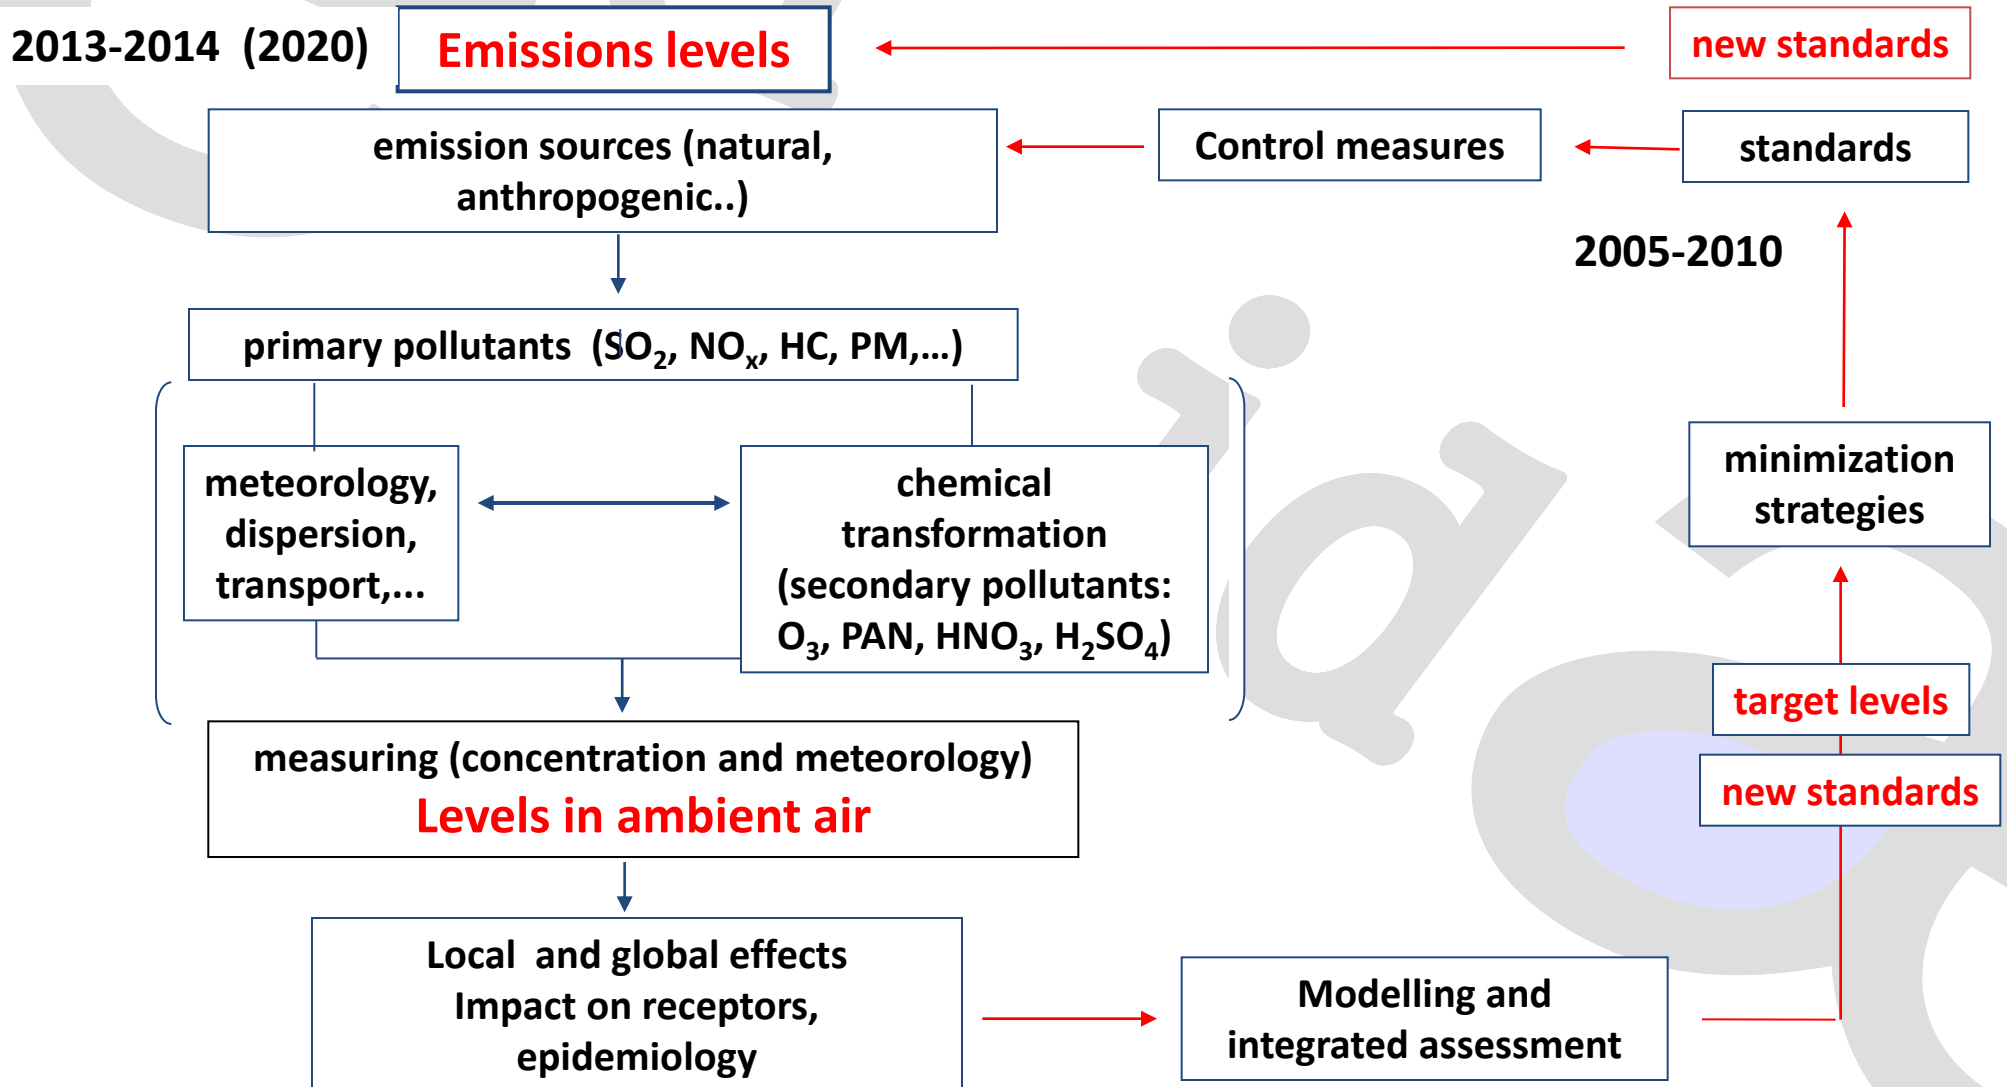 2013-2014 (2020)
Emissions levels
new standards
emission sources (natural,
anthropogenic..)
Control measures
standards
2005-2010
primary pollutants (SO₂, NOₓ, HC, PM,...)
meteorology,
dispersion,
transport,...
chemical
transformation
(secondary pollutants:
O₃, PAN, HNO₃, H₂SO₄)
minimization
strategies
target levels
new standards
measuring (concentration and meteorology)
Levels in ambient air
Local and global effects
Impact on receptors,
epidemiology
Modelling and
integrated assessment